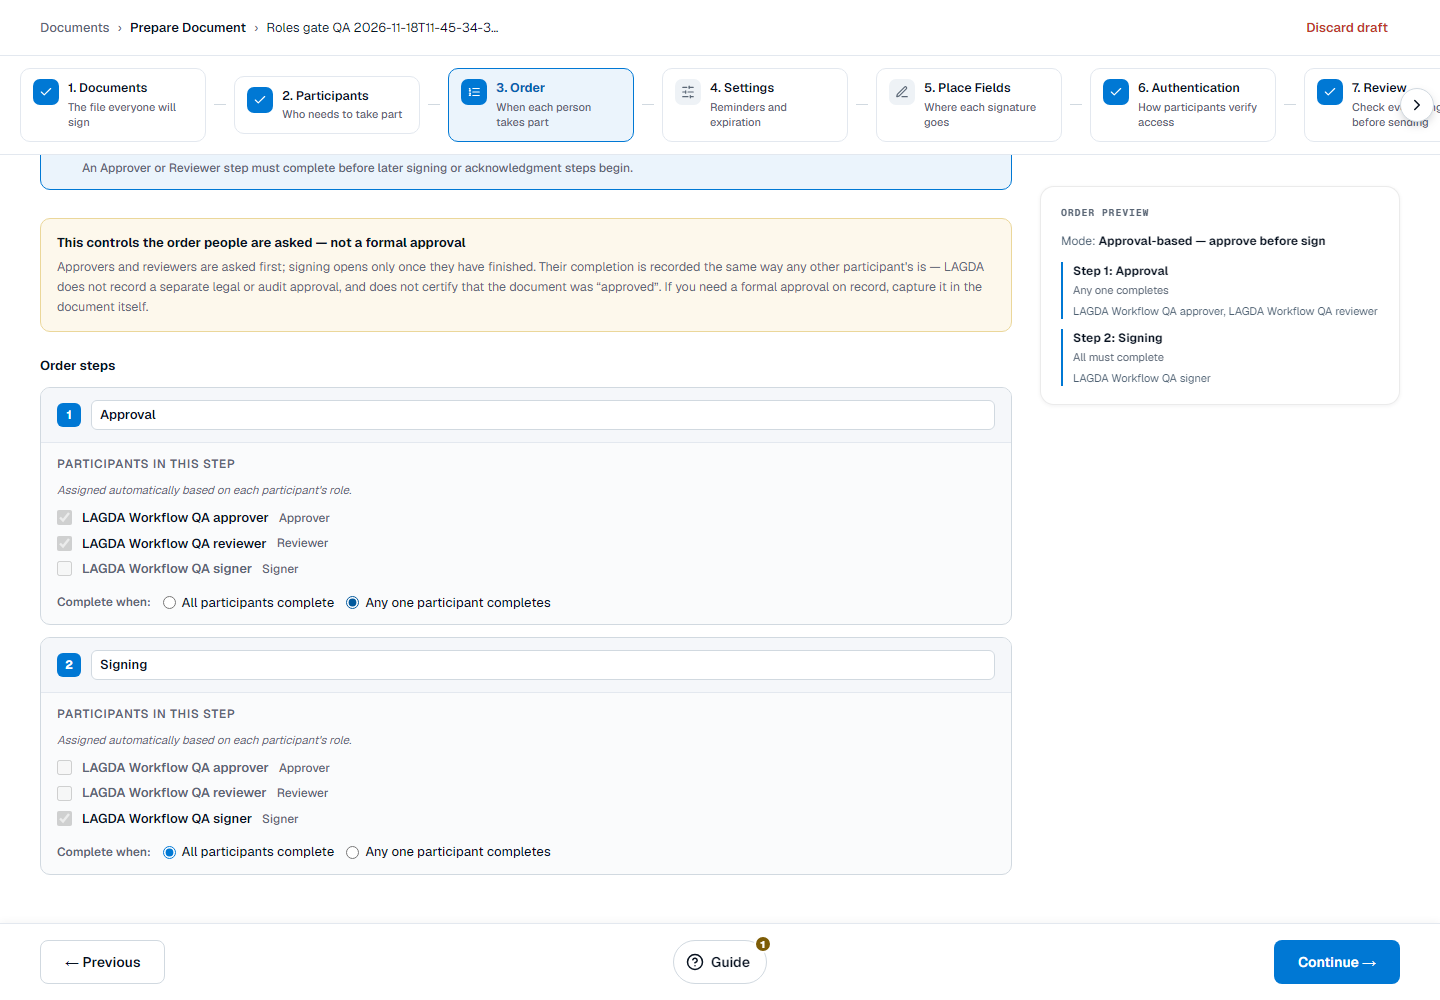 Documents › Prepare Document › Roles gate QA 2026-11-18T11-45-34-3...
Discard draft
1. Documents
The file everyone will
sign
2. Participants
Who needs to take part
3. Order
When each person
takes part
4. Settings
Reminders and
expiration
5. Place Fields
Where each signature
goes
6. Authentication
How participants verify
access
7. Review
Check
before sending
An Approver or Reviewer step must complete before later signing or acknowledgment steps begin.
This controls the order people are asked — not a formal approval
Approvers and reviewers are asked first; signing opens only once they have finished. Their completion is recorded the same way any other participant's is — LAGDA
does not record a separate legal or audit approval, and does not certify that the document was “approved”. If you need a formal approval on record, capture it in the
document itself.
Order steps
1 Approval
PARTICIPANTS IN THIS STEP
Assigned automatically based on each participant's role.
LAGDA Workflow QA approver Approver
LAGDA Workflow QA reviewer Reviewer
LAGDA Workflow QA signer Signer
Complete when: All participants complete Any one participant completes
2 Signing
PARTICIPANTS IN THIS STEP
Assigned automatically based on each participant's role.
LAGDA Workflow QA approver Approver
LAGDA Workflow QA reviewer Reviewer
LAGDA Workflow QA signer Signer
Complete when: All participants complete Any one participant completes
ORDER PREVIEW
Mode: Approval-based — approve before sign
Step 1: Approval
Any one completes
LAGDA Workflow QA approver, LAGDA Workflow QA reviewer
Step 2: Signing
All must complete
LAGDA Workflow QA signer
← Previous
Guide
1
Continue →